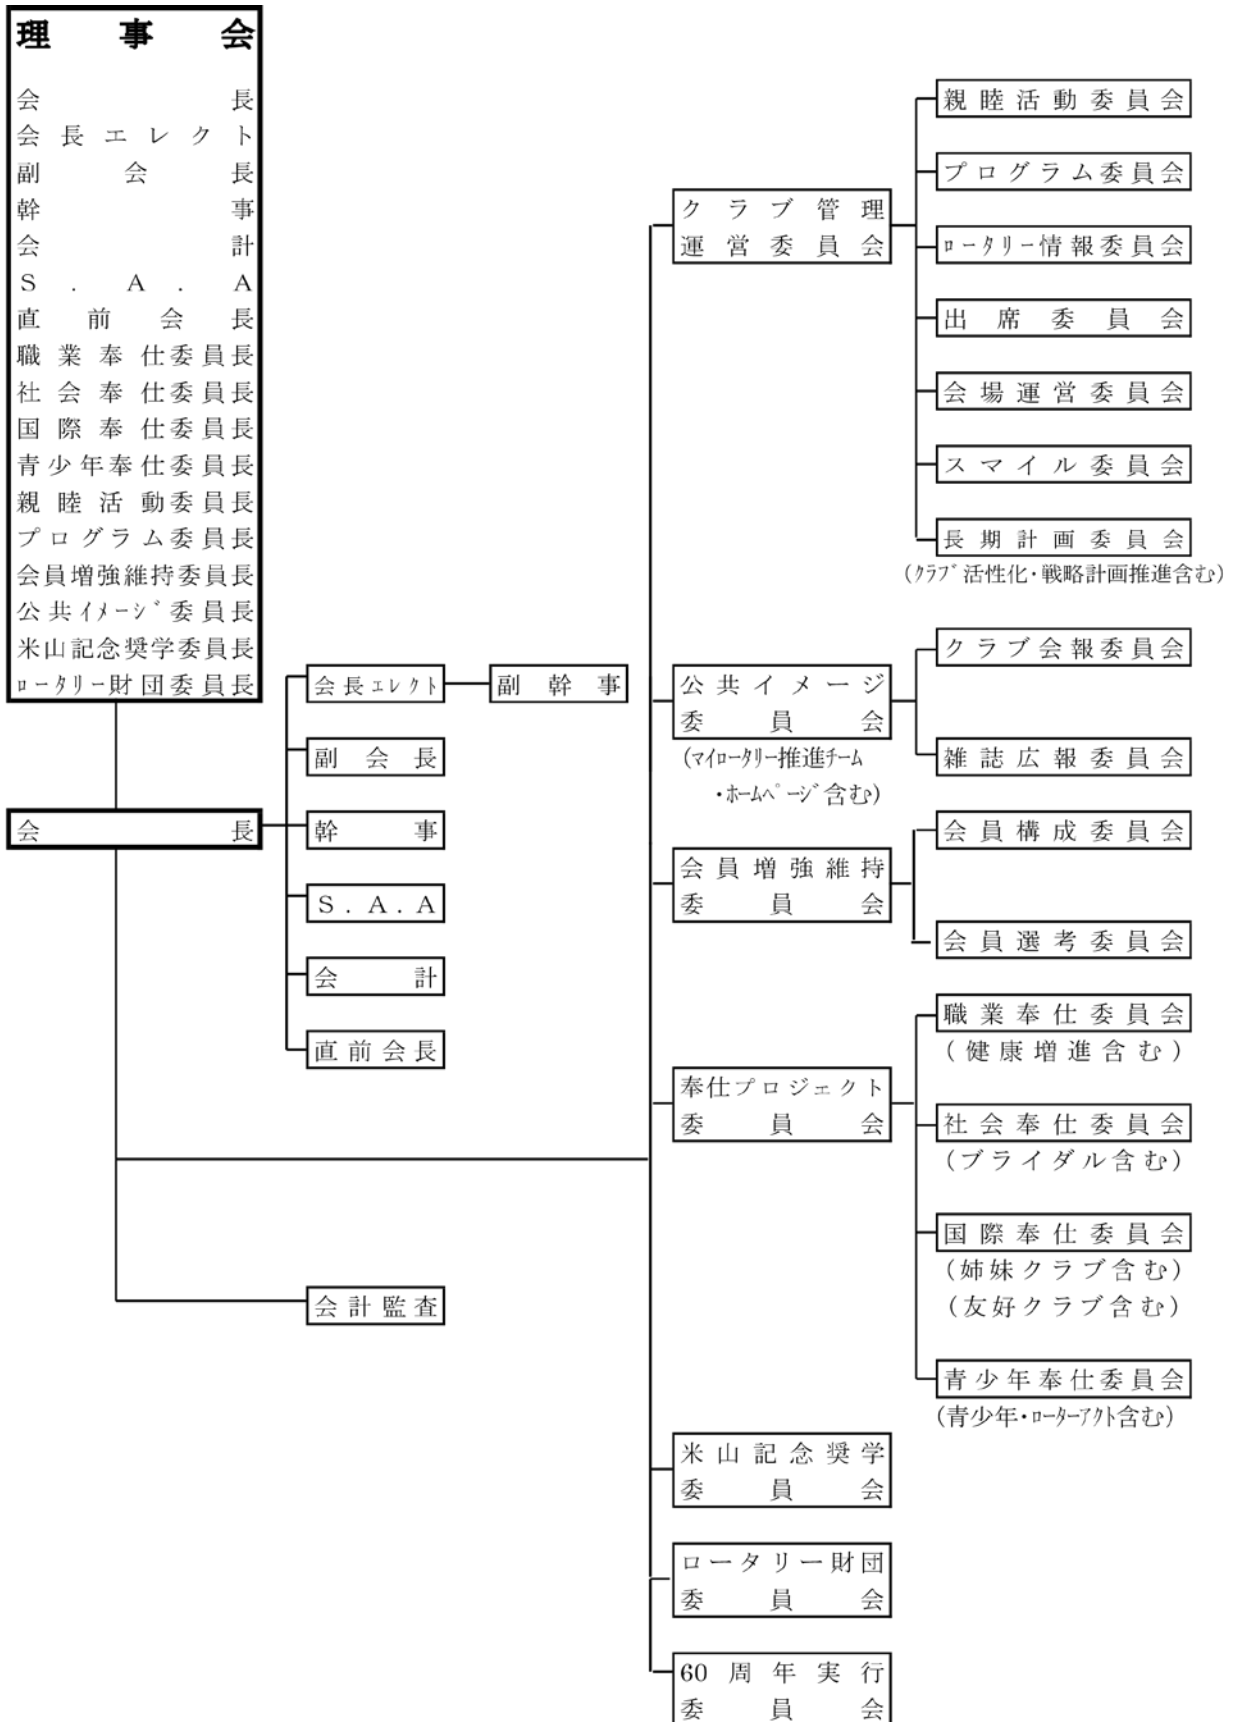 理事会
会長
会長エレクト
副会長
幹事
会計
S.A.A
直前会長
職業奉仕委員長
社会奉仕委員長
国際奉仕委員長
青少年奉仕委員長
親睦活動委員長
プログラム委員長
会員増強維持委員長
公共イメージ委員長
米山記念奨学委員長
ロータリー財団委員長
会長
会長エレクト
副幹事
副会長
幹事
S.A.A
会計
直前会長
会計監査
クラブ管理
運営委員会
親睦活動委員会
プログラム委員会
ロータリー情報委員会
出席委員会
会場運営委員会
スマイル委員会
長期計画委員会
(クラブ活性化・戦略計画推進含む)
公共イメージ
委員会
(マイロータリー推進チーム
・ホームページ含む)
クラブ会報委員会
雑誌広報委員会
会員増強維持
委員会
会員構成委員会
会員選考委員会
奉仕プロジェクト
委員会
職業奉仕委員会
(健康増進含む)
社会奉仕委員会
(ブライダル含む)
国際奉仕委員会
(姉妹クラブ含む)
(友好クラブ含む)
青少年奉仕委員会
(青少年・ローターアクト含む)
米山記念奨学
委員会
ロータリー財団
委員会
60周年実行
委員会